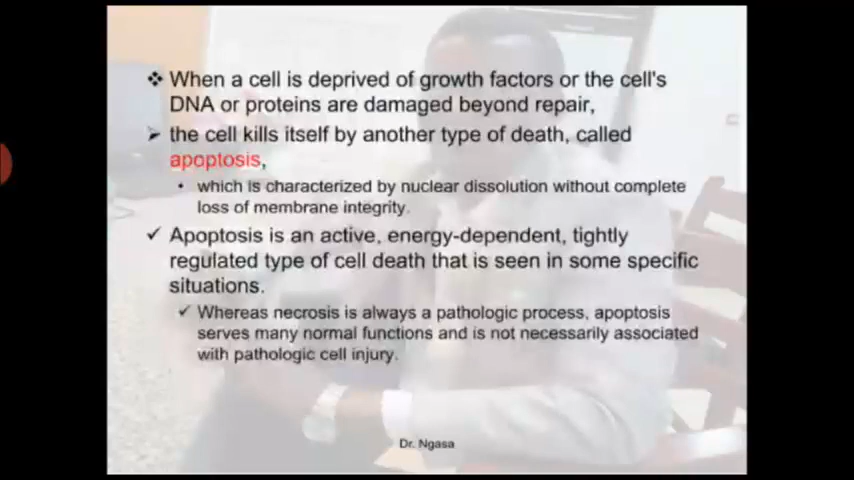 ❖ When a cell is deprived of growth factors or the cell's
DNA or proteins are damaged beyond repair,
➢ the cell kills itself by another type of death, called
apoptosis,
• which is characterized by nuclear dissolution without complete
loss of membrane integrity.
✓ Apoptosis is an active, energy-dependent, tightly
regulated type of cell death that is seen in some specific
situations.
✓ Whereas necrosis is always a pathologic process, apoptosis
serves many normal functions and is not necessarily associated
with pathologic cell injury.
Dr. Ngasa